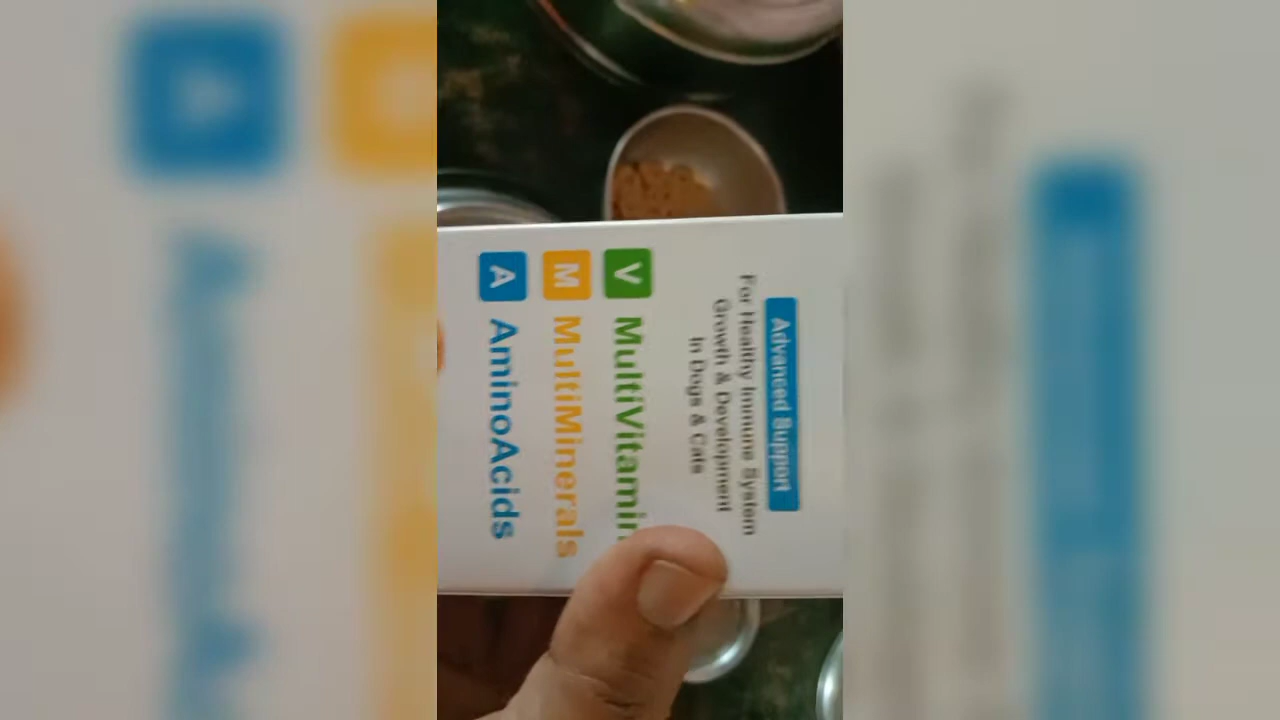 Advanced Support
For Healthy Immune System
Growth & Development
In Dogs & Cats
V MultiVitamin
M MultiMinerals
A AminoAcids